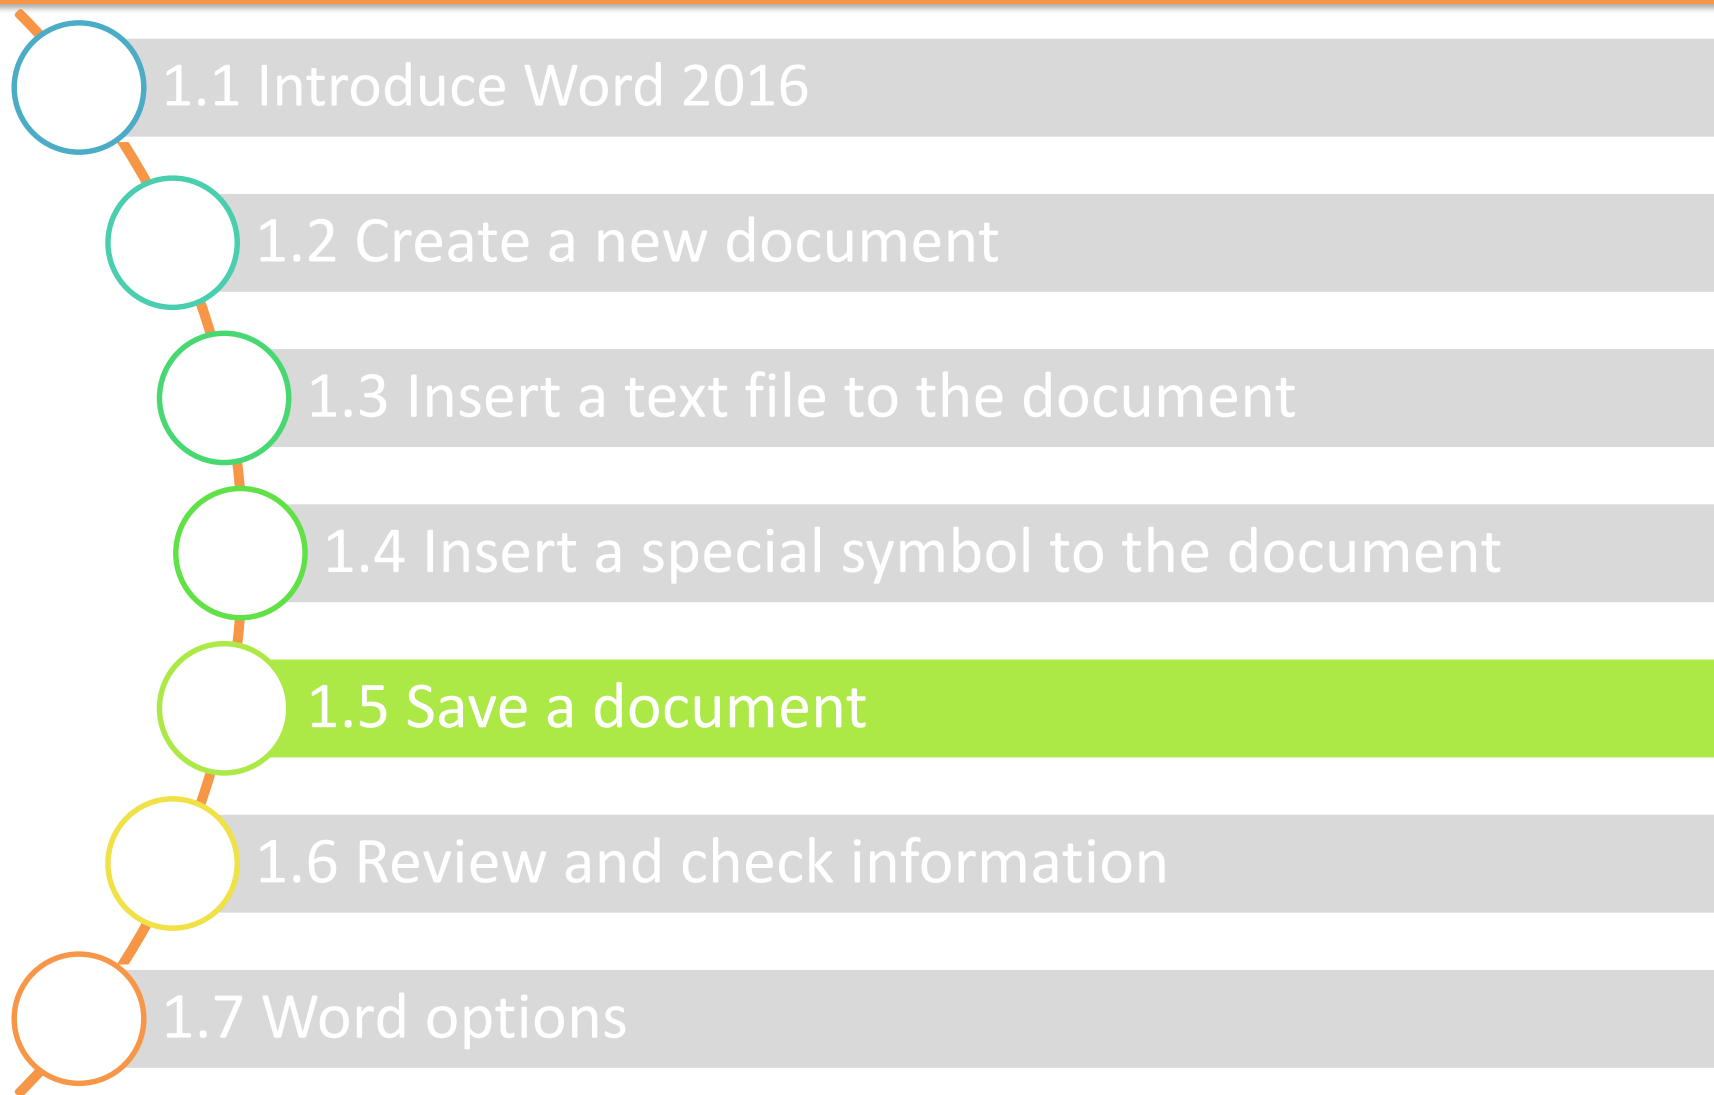 1.1 Introduce Word 2016
1.2 Create a new document
1.3 Insert a text file to the document
1.4 Insert a special symbol to the document
1.5 Save a document
1.6 Review and check information
1.7 Word options